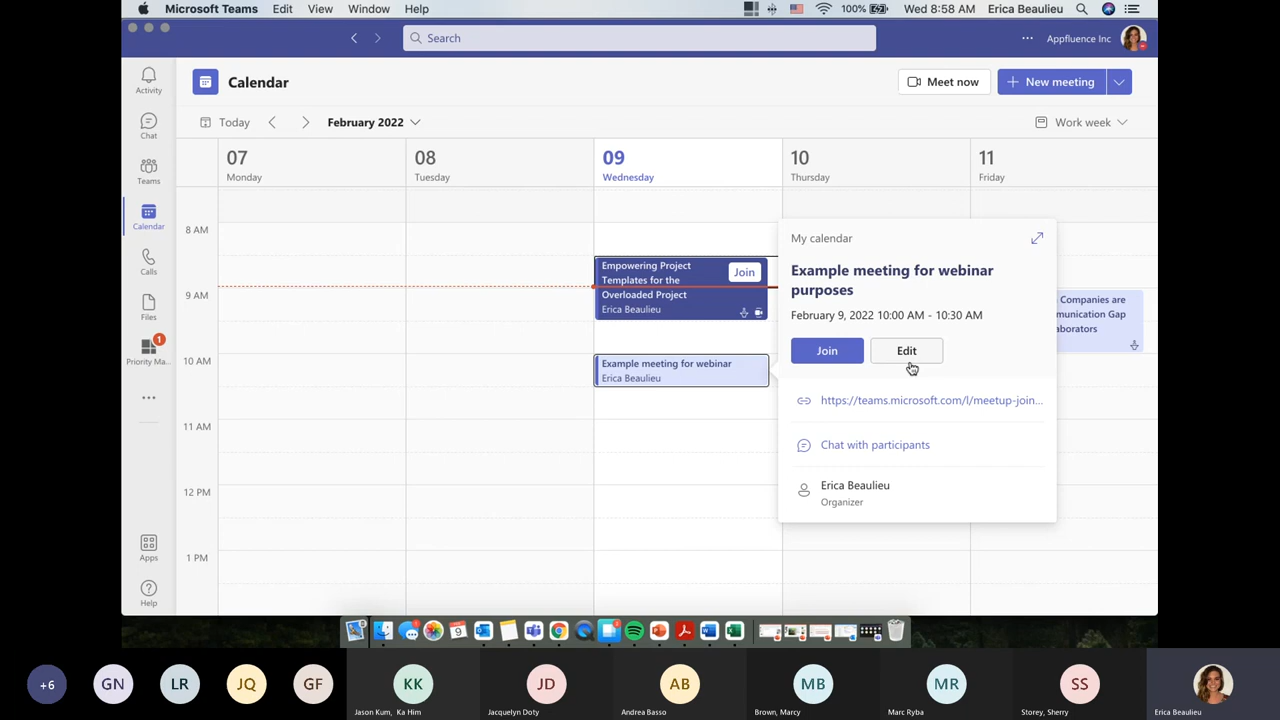 Microsoft Teams Edit View Window Help 100% Wed 8:58 AM Erica Beaulieu
Search
Appfluence Inc
Calendar
Meet now
New meeting
Today
February 2022
Work week
07
Monday
08
Tuesday
09
Wednesday
10
Thursday
11
Friday
Activity
Chat
Teams
Calendar
Calls
Files
1
Priority Ma...
Apps
Help
8 AM
9 AM
10 AM
11 AM
12 PM
1 PM
Empowering Project
Templates for the
Overloaded Project
Erica Beaulieu
Join
Example meeting for webinar
Erica Beaulieu
My calendar
Example meeting for webinar
purposes
February 9, 2022 10:00 AM - 10:30 AM
Join
Edit
https://teams.microsoft.com/l/meetup-join...
Chat with participants
Erica Beaulieu
Organizer
Companies are
munication Gap
aborators
9
+6
GN
LR
JQ
GF
KK
Jason Kum, Ka Him
JD
Jacquelyn Doty
AB
Andrea Basso
MB
Brown, Marcy
MR
Marc Ryba
SS
Storey, Sherry
Erica Beaulieu